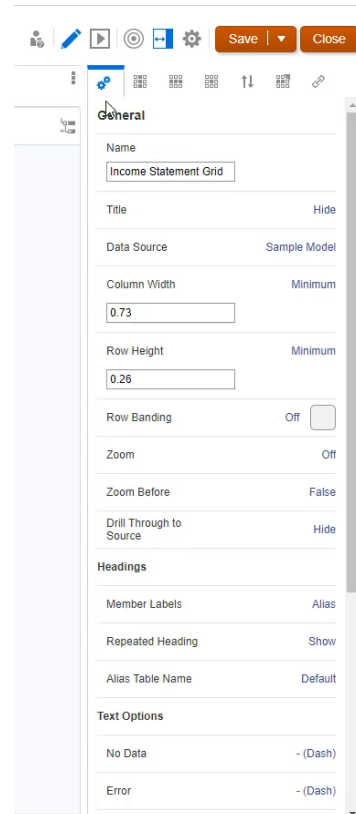 Save
Close
General
Name
Income Statement Grid
Title Hide
Data Source Sample Model
Column Width Minimum
0.73
Row Height Minimum
0.26
Row Banding Off
Zoom Off
Zoom Before False
Drill Through to
Source Hide
Headings
Member Labels Alias
Repeated Heading Show
Alias Table Name Default
Text Options
No Data - (Dash)
Error - (Dash)